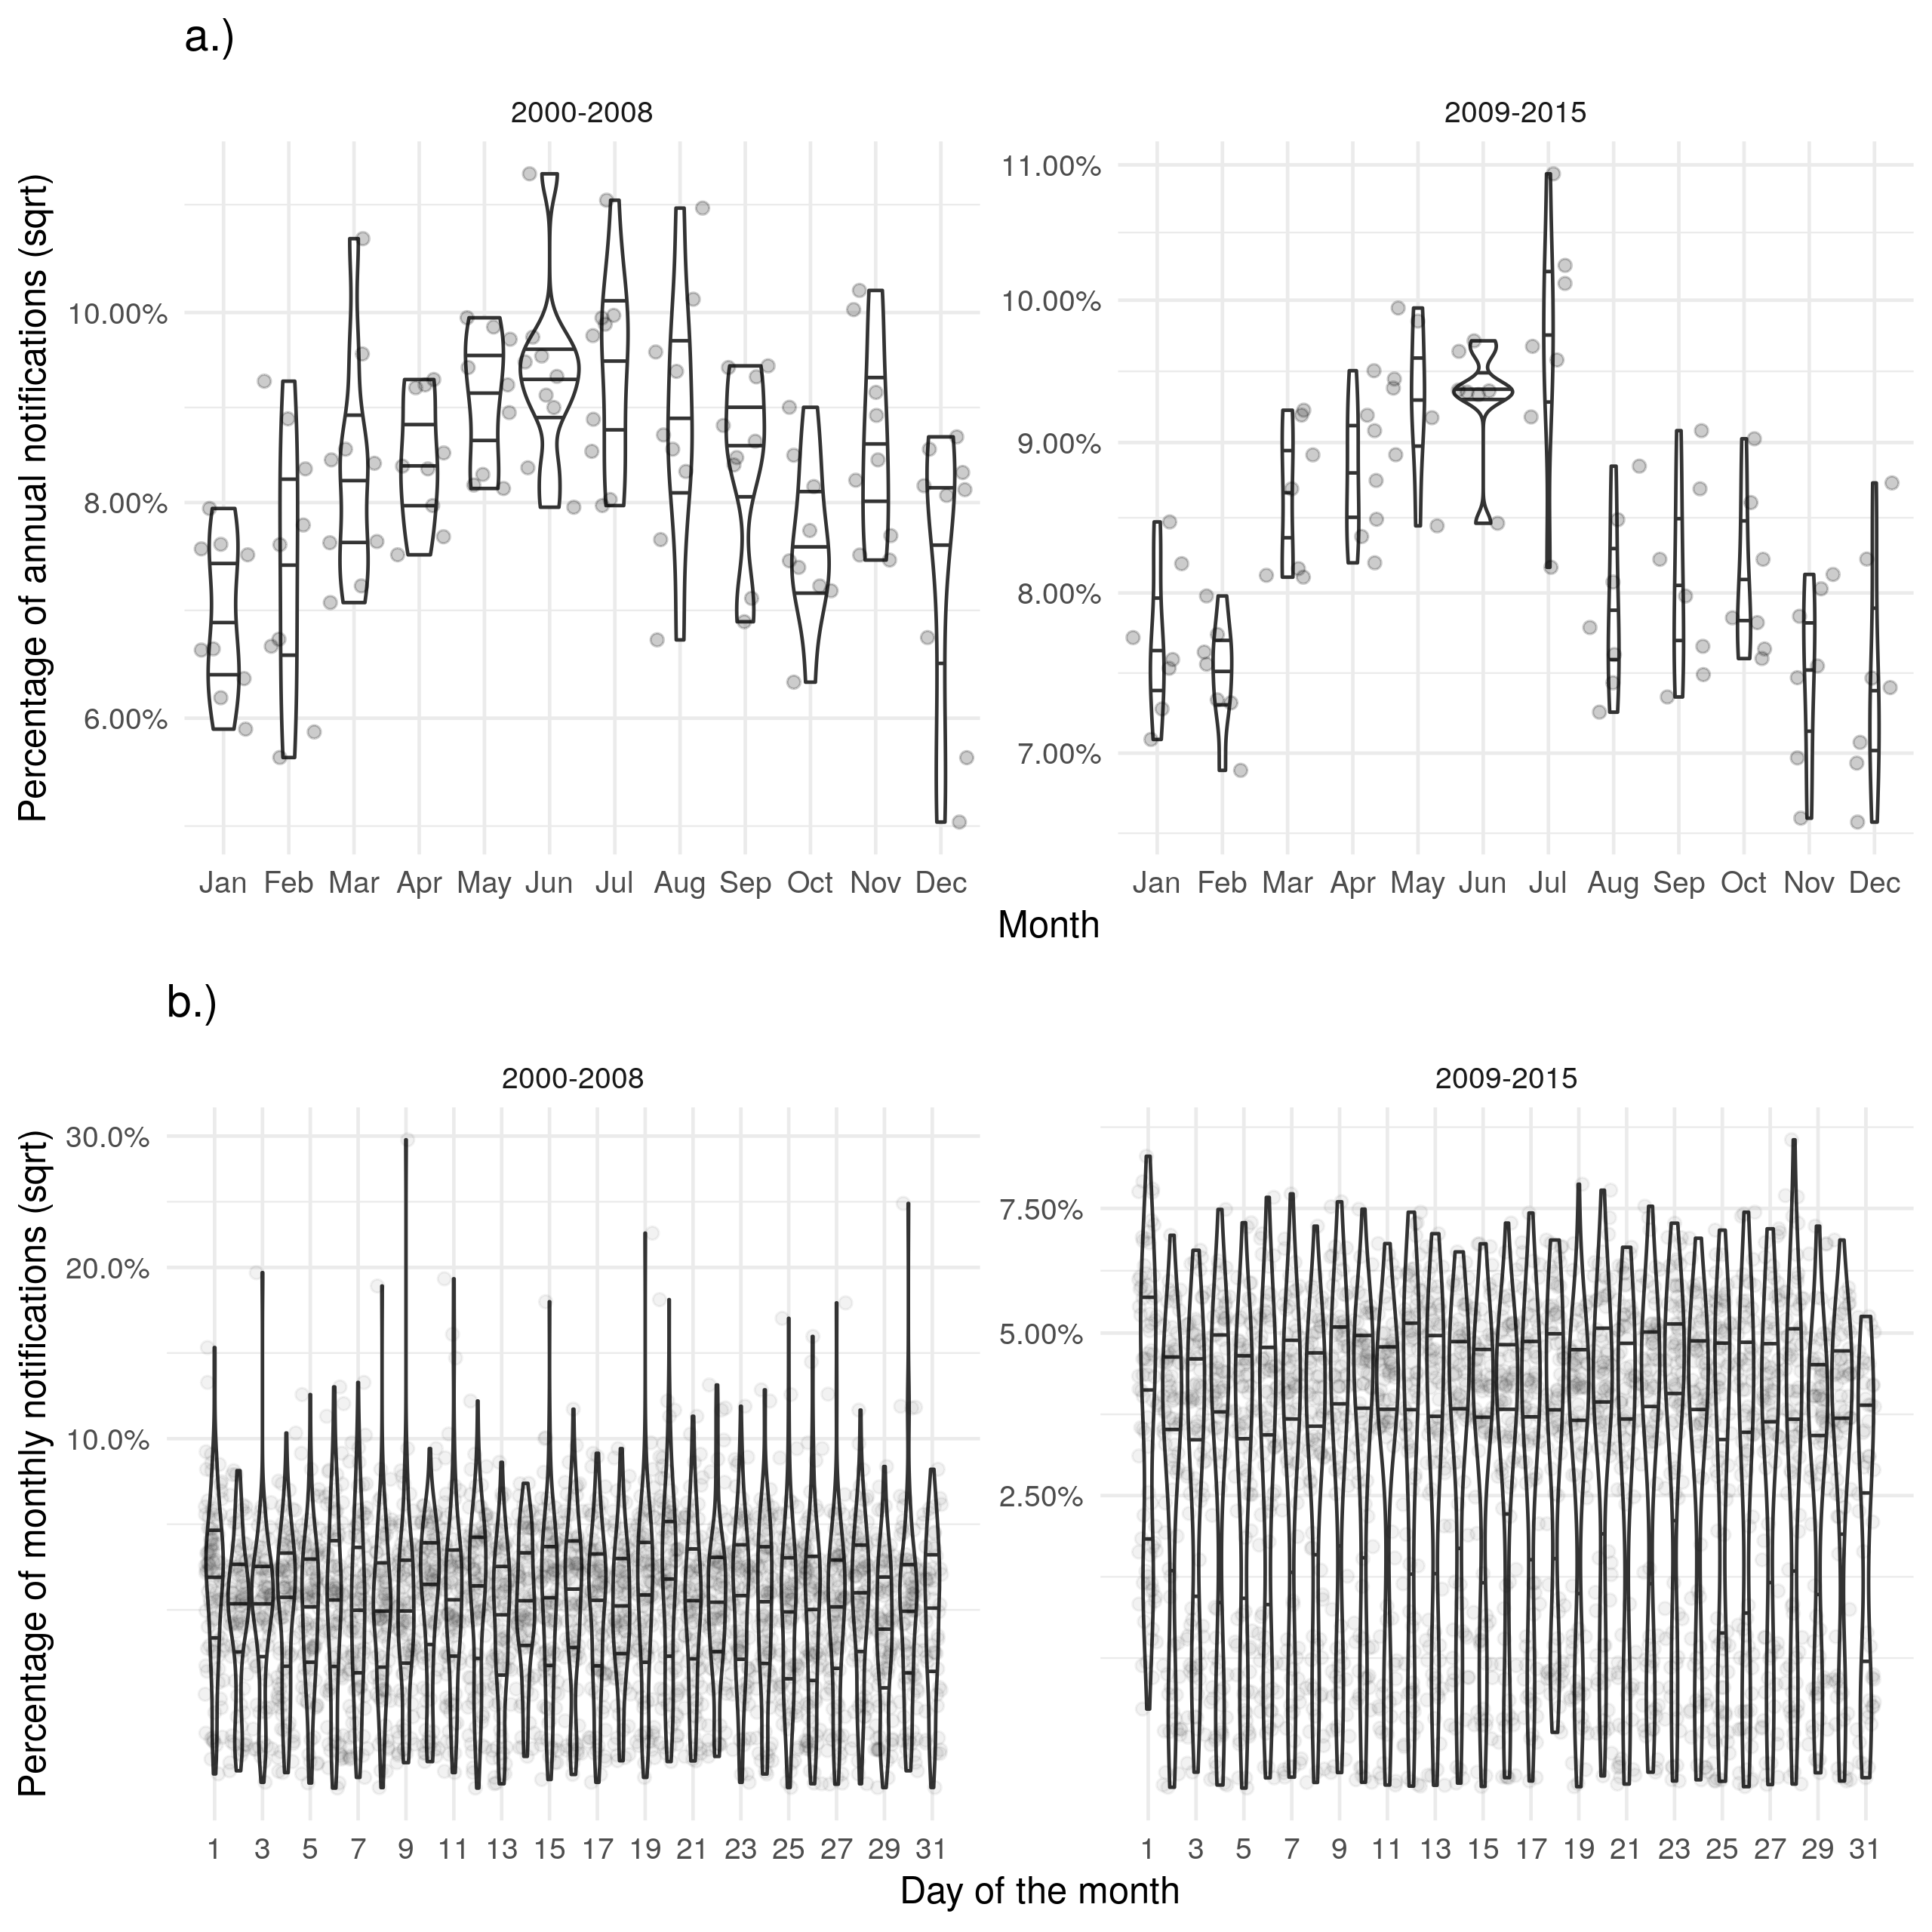 a.)
2000-2008 2009-2015
Percentage of annual notifications (sqrt)
10.00%
8.00%
6.00%
11.00%
10.00%
9.00%
8.00%
7.00%
Jan Feb Mar Apr May Jun Jul Aug Sep Oct Nov Dec
Jan Feb Mar Apr May Jun Jul Aug Sep Oct Nov Dec
Month
b.)
2000-2008 2009-2015
Percentage of monthly notifications (sqrt)
30.0%
20.0%
10.0%
7.50%
5.00%
2.50%
1 3 5 7 9 11 13 15 17 19 21 23 25 27 29 31
1 3 5 7 9 11 13 15 17 19 21 23 25 27 29 31
Day of the month